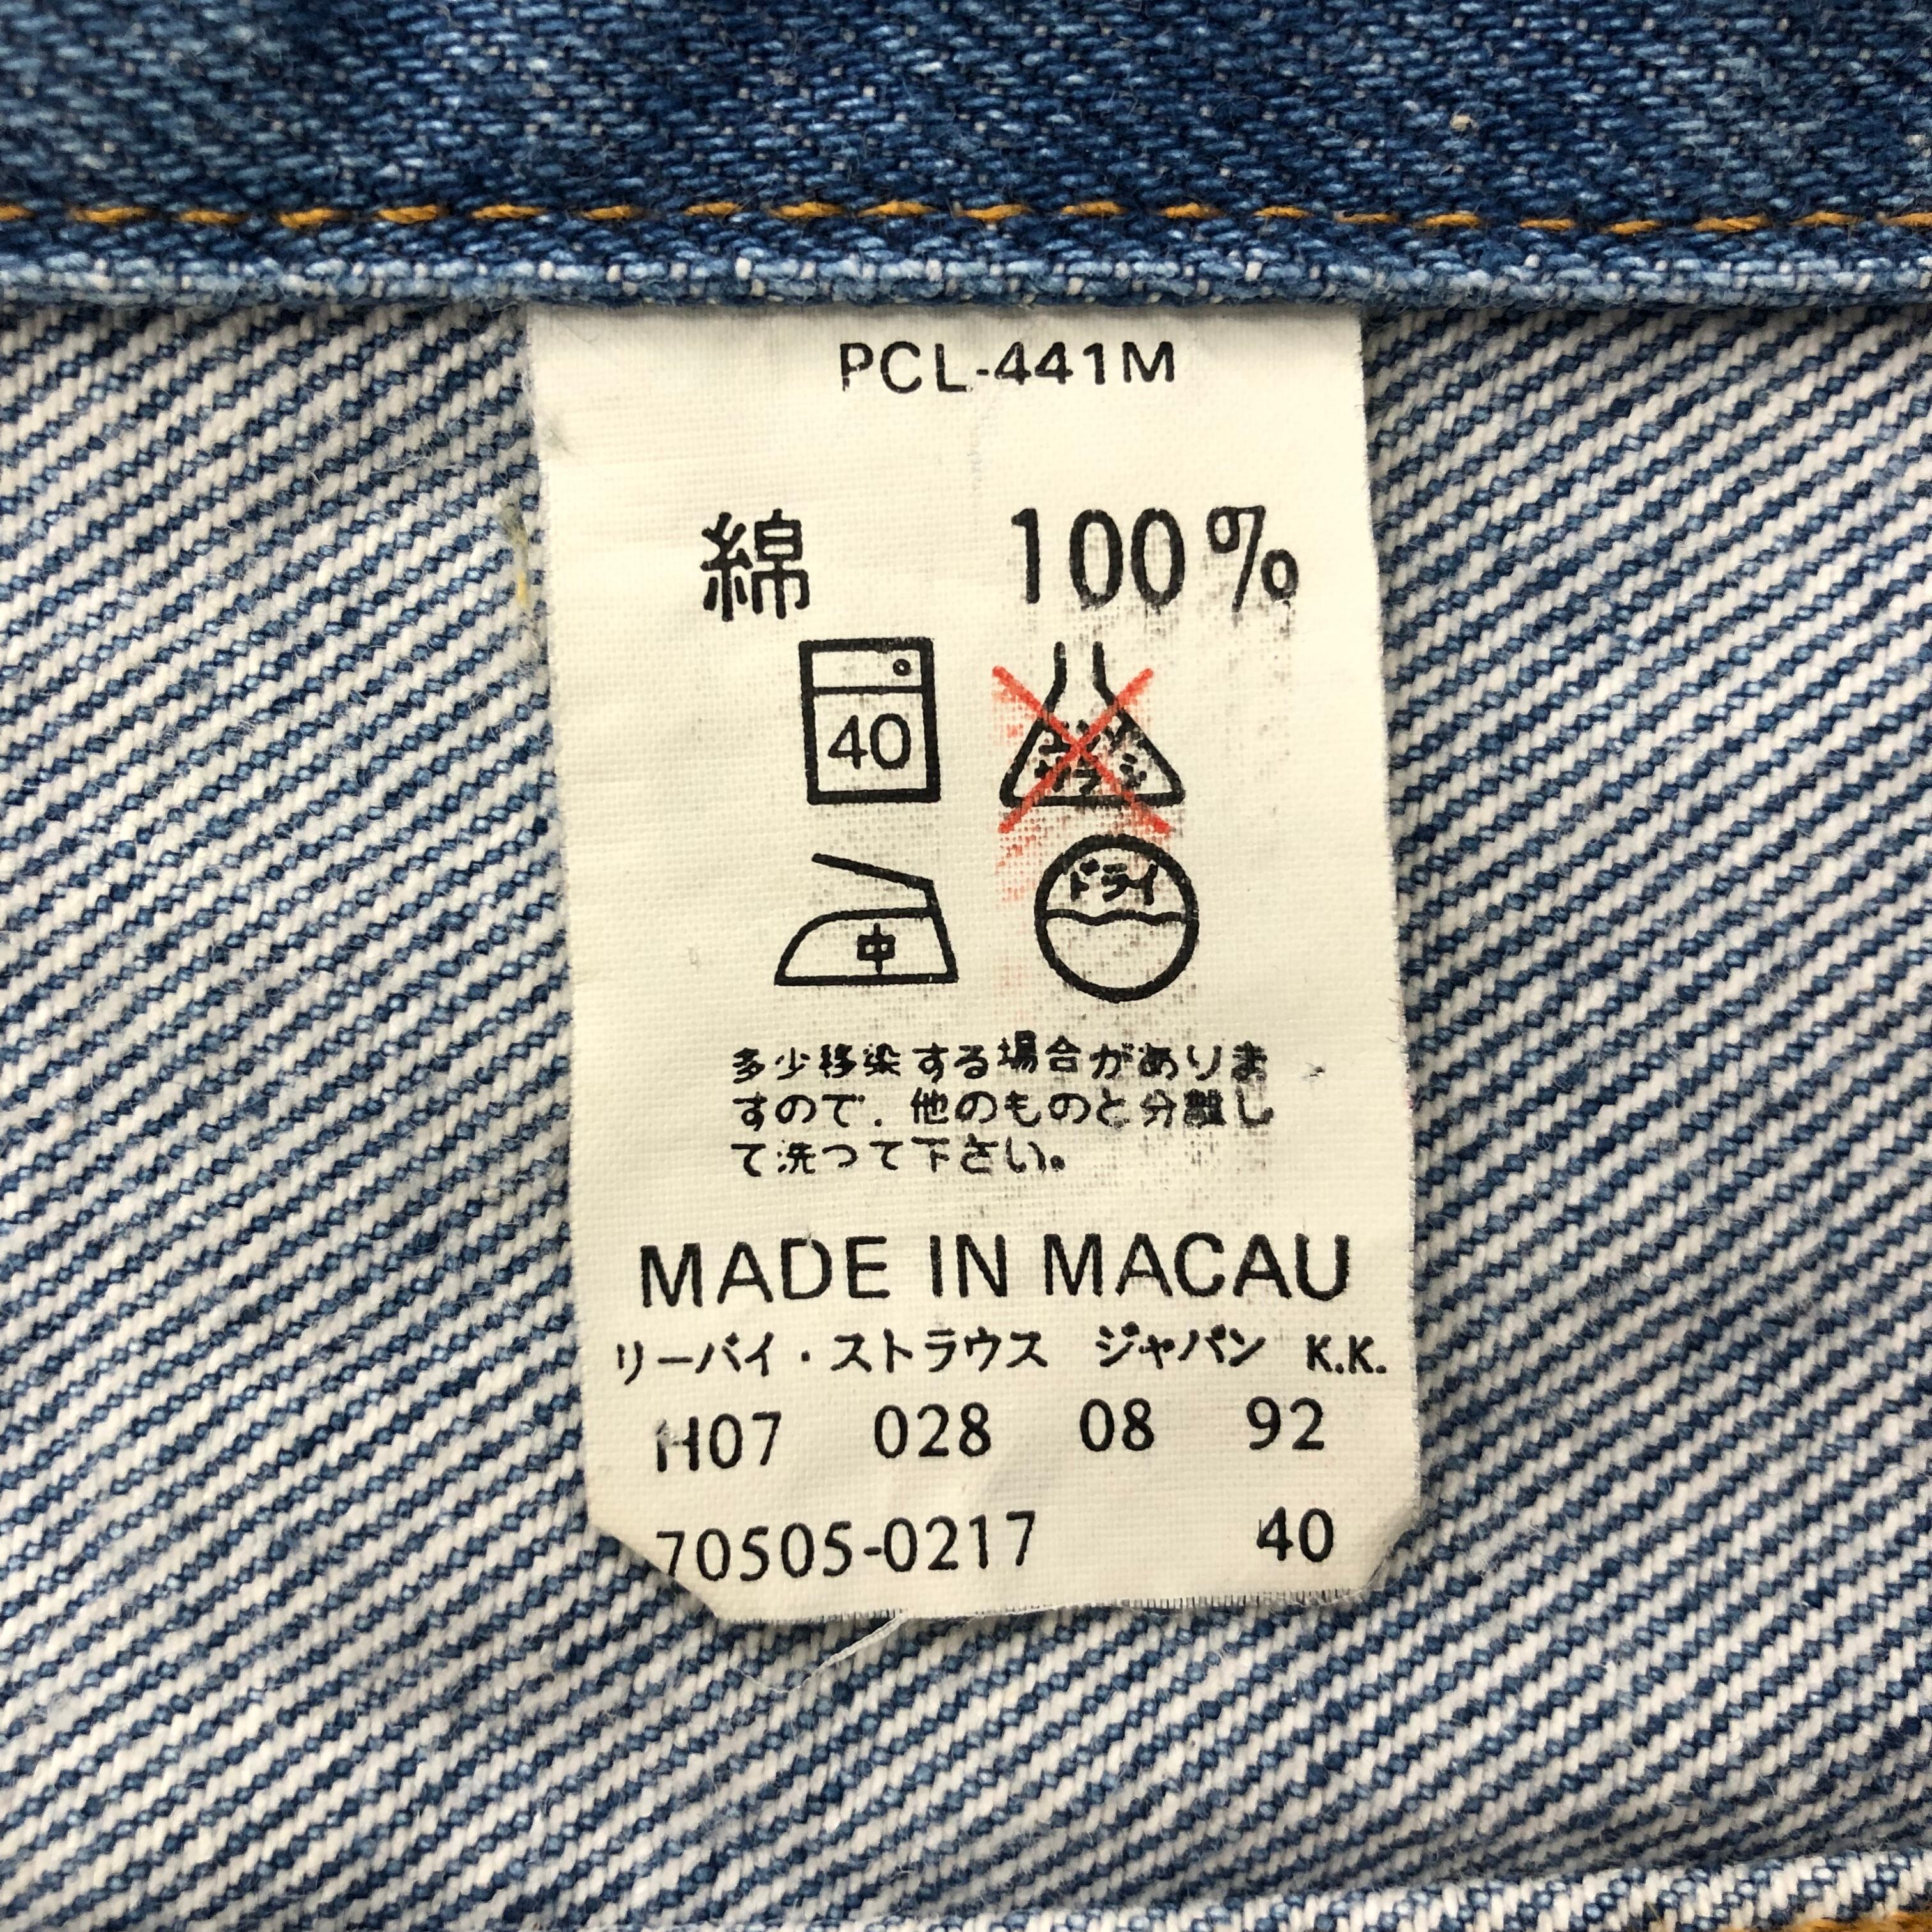 PCL-441M
綿 100%
40
中
ドライ
多少移染する場合がありま
すので、他のものと分離し
て洗つて下さい。
MADE IN MACAU
リーバイ・ストラウス ジャパン K.K.
H07 028 08 92
70505-0217 40